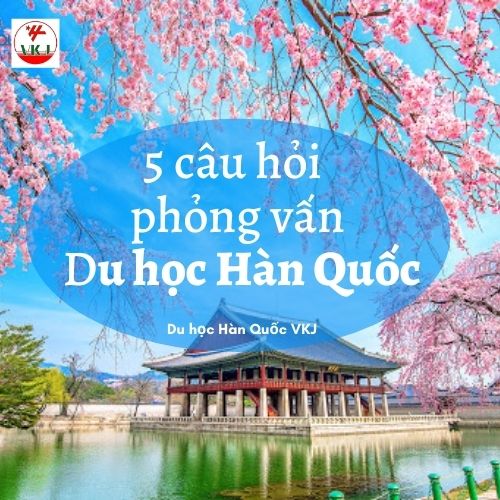 VKJ
5 câu hỏi
phỏng vấn
Du học Hàn Quốc
Du học Hàn Quốc VKJ